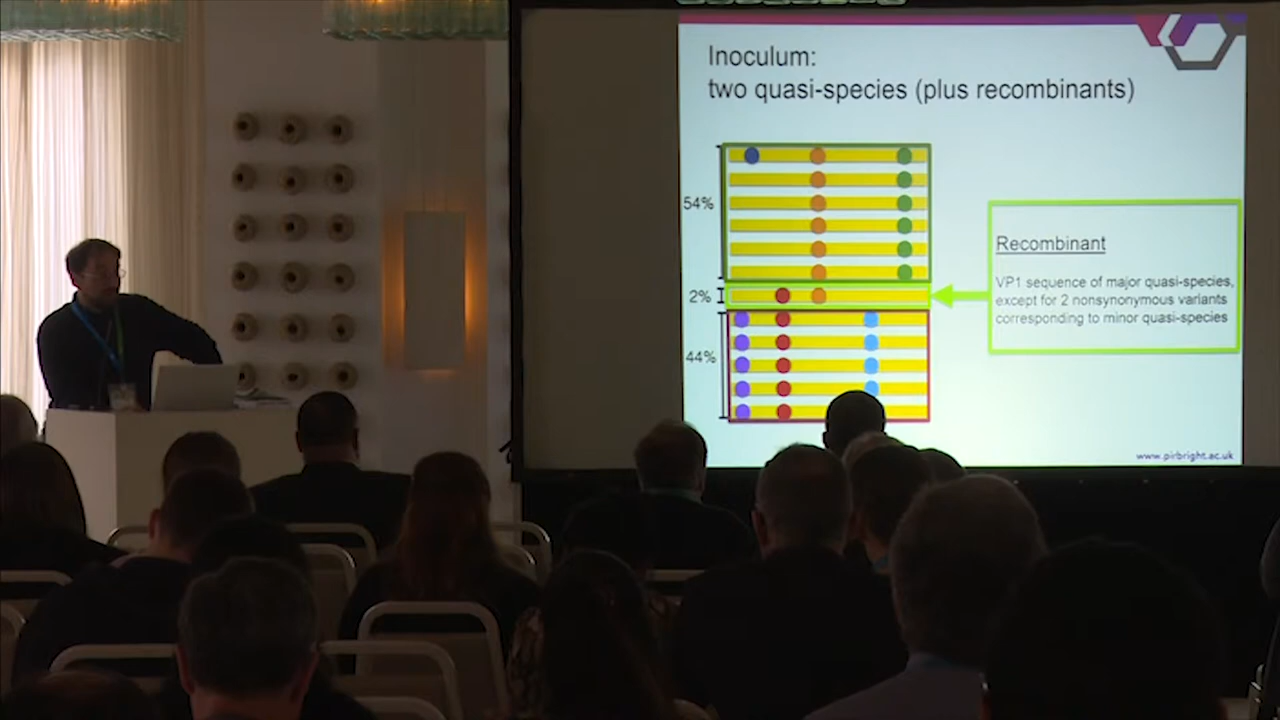 Inoculum:
two quasi-species (plus recombinants)
54%
2%
44%
Recombinant
VP1 sequence of major quasi-species,
except for 2 nonsynonymous variants
corresponding to minor quasi-species
www.pirbright.ac.uk